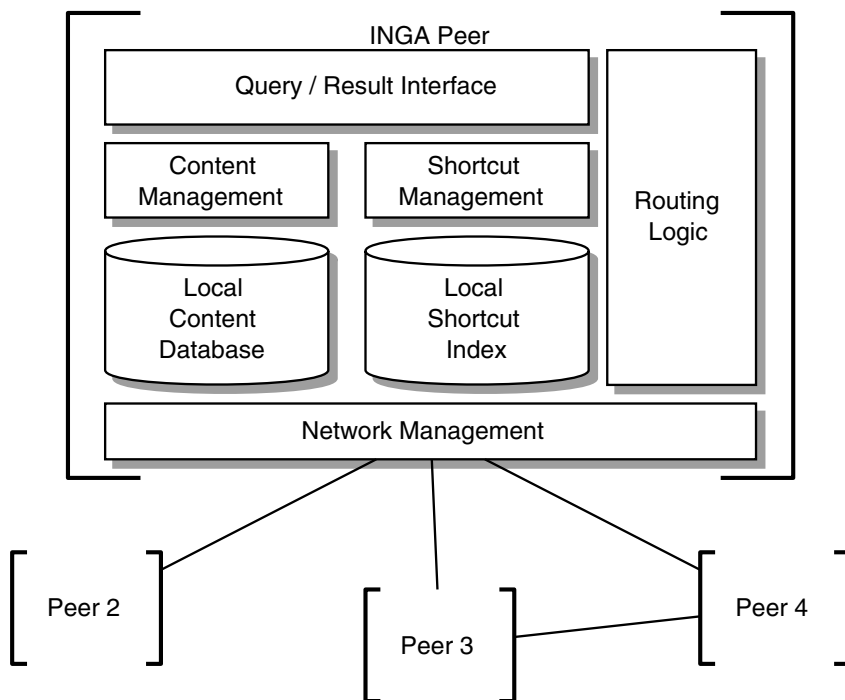 INGA Peer
Query / Result Interface
Content
Management
Shortcut
Management
Routing
Logic
Local
Content
Database
Local
Shortcut
Index
Network Management
Peer 2
Peer 3
Peer 4